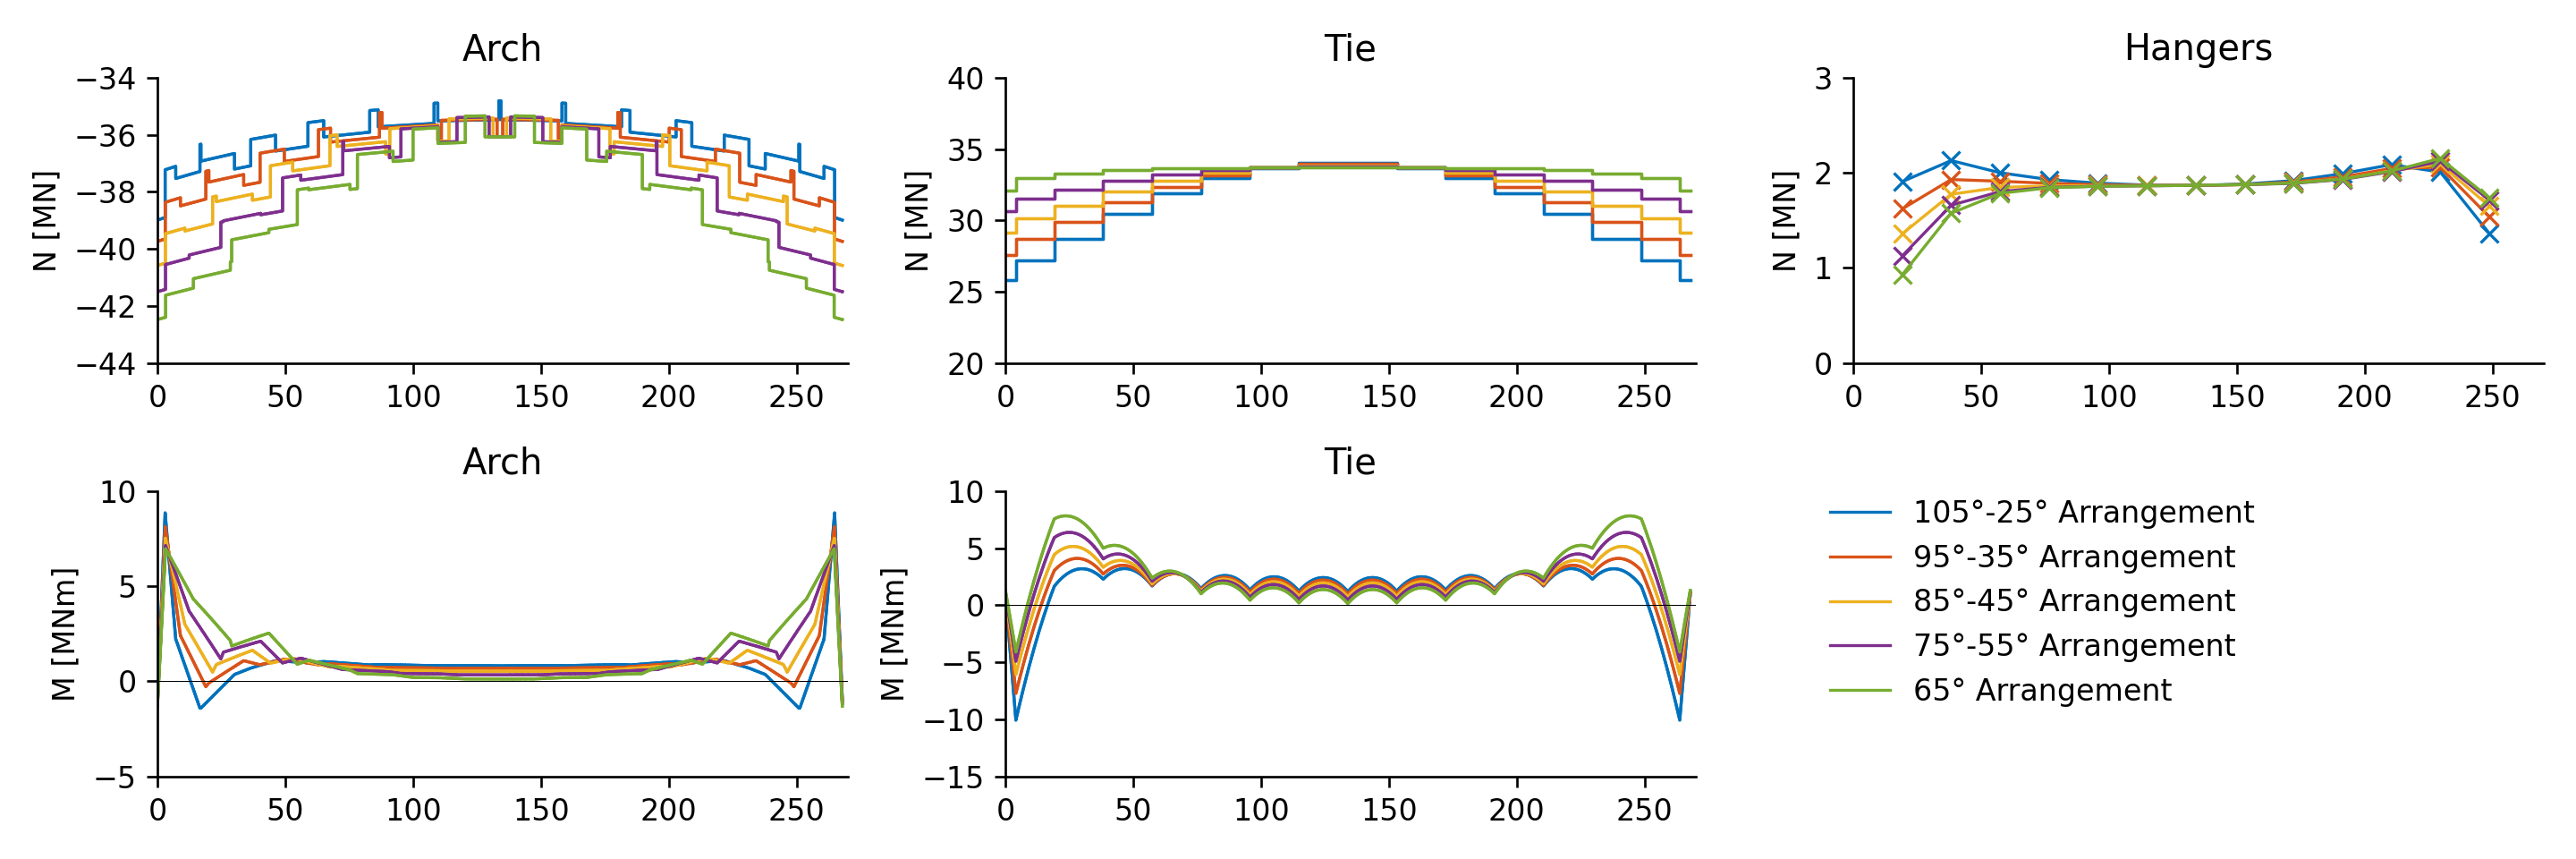 Arch
N [MN]
−34
−36
−38
−40
−42
−44
0 50 100 150 200 250
Tie
N [MN]
40
35
30
25
20
0 50 100 150 200 250
Hangers
N [MN]
3
2
1
0
0 50 100 150 200 250
Arch
M [MNm]
10
5
0
−5
0 50 100 150 200 250
Tie
M [MNm]
10
5
0
−5
−10
−15
0 50 100 150 200 250
105°-25° Arrangement
95°-35° Arrangement
85°-45° Arrangement
75°-55° Arrangement
65° Arrangement